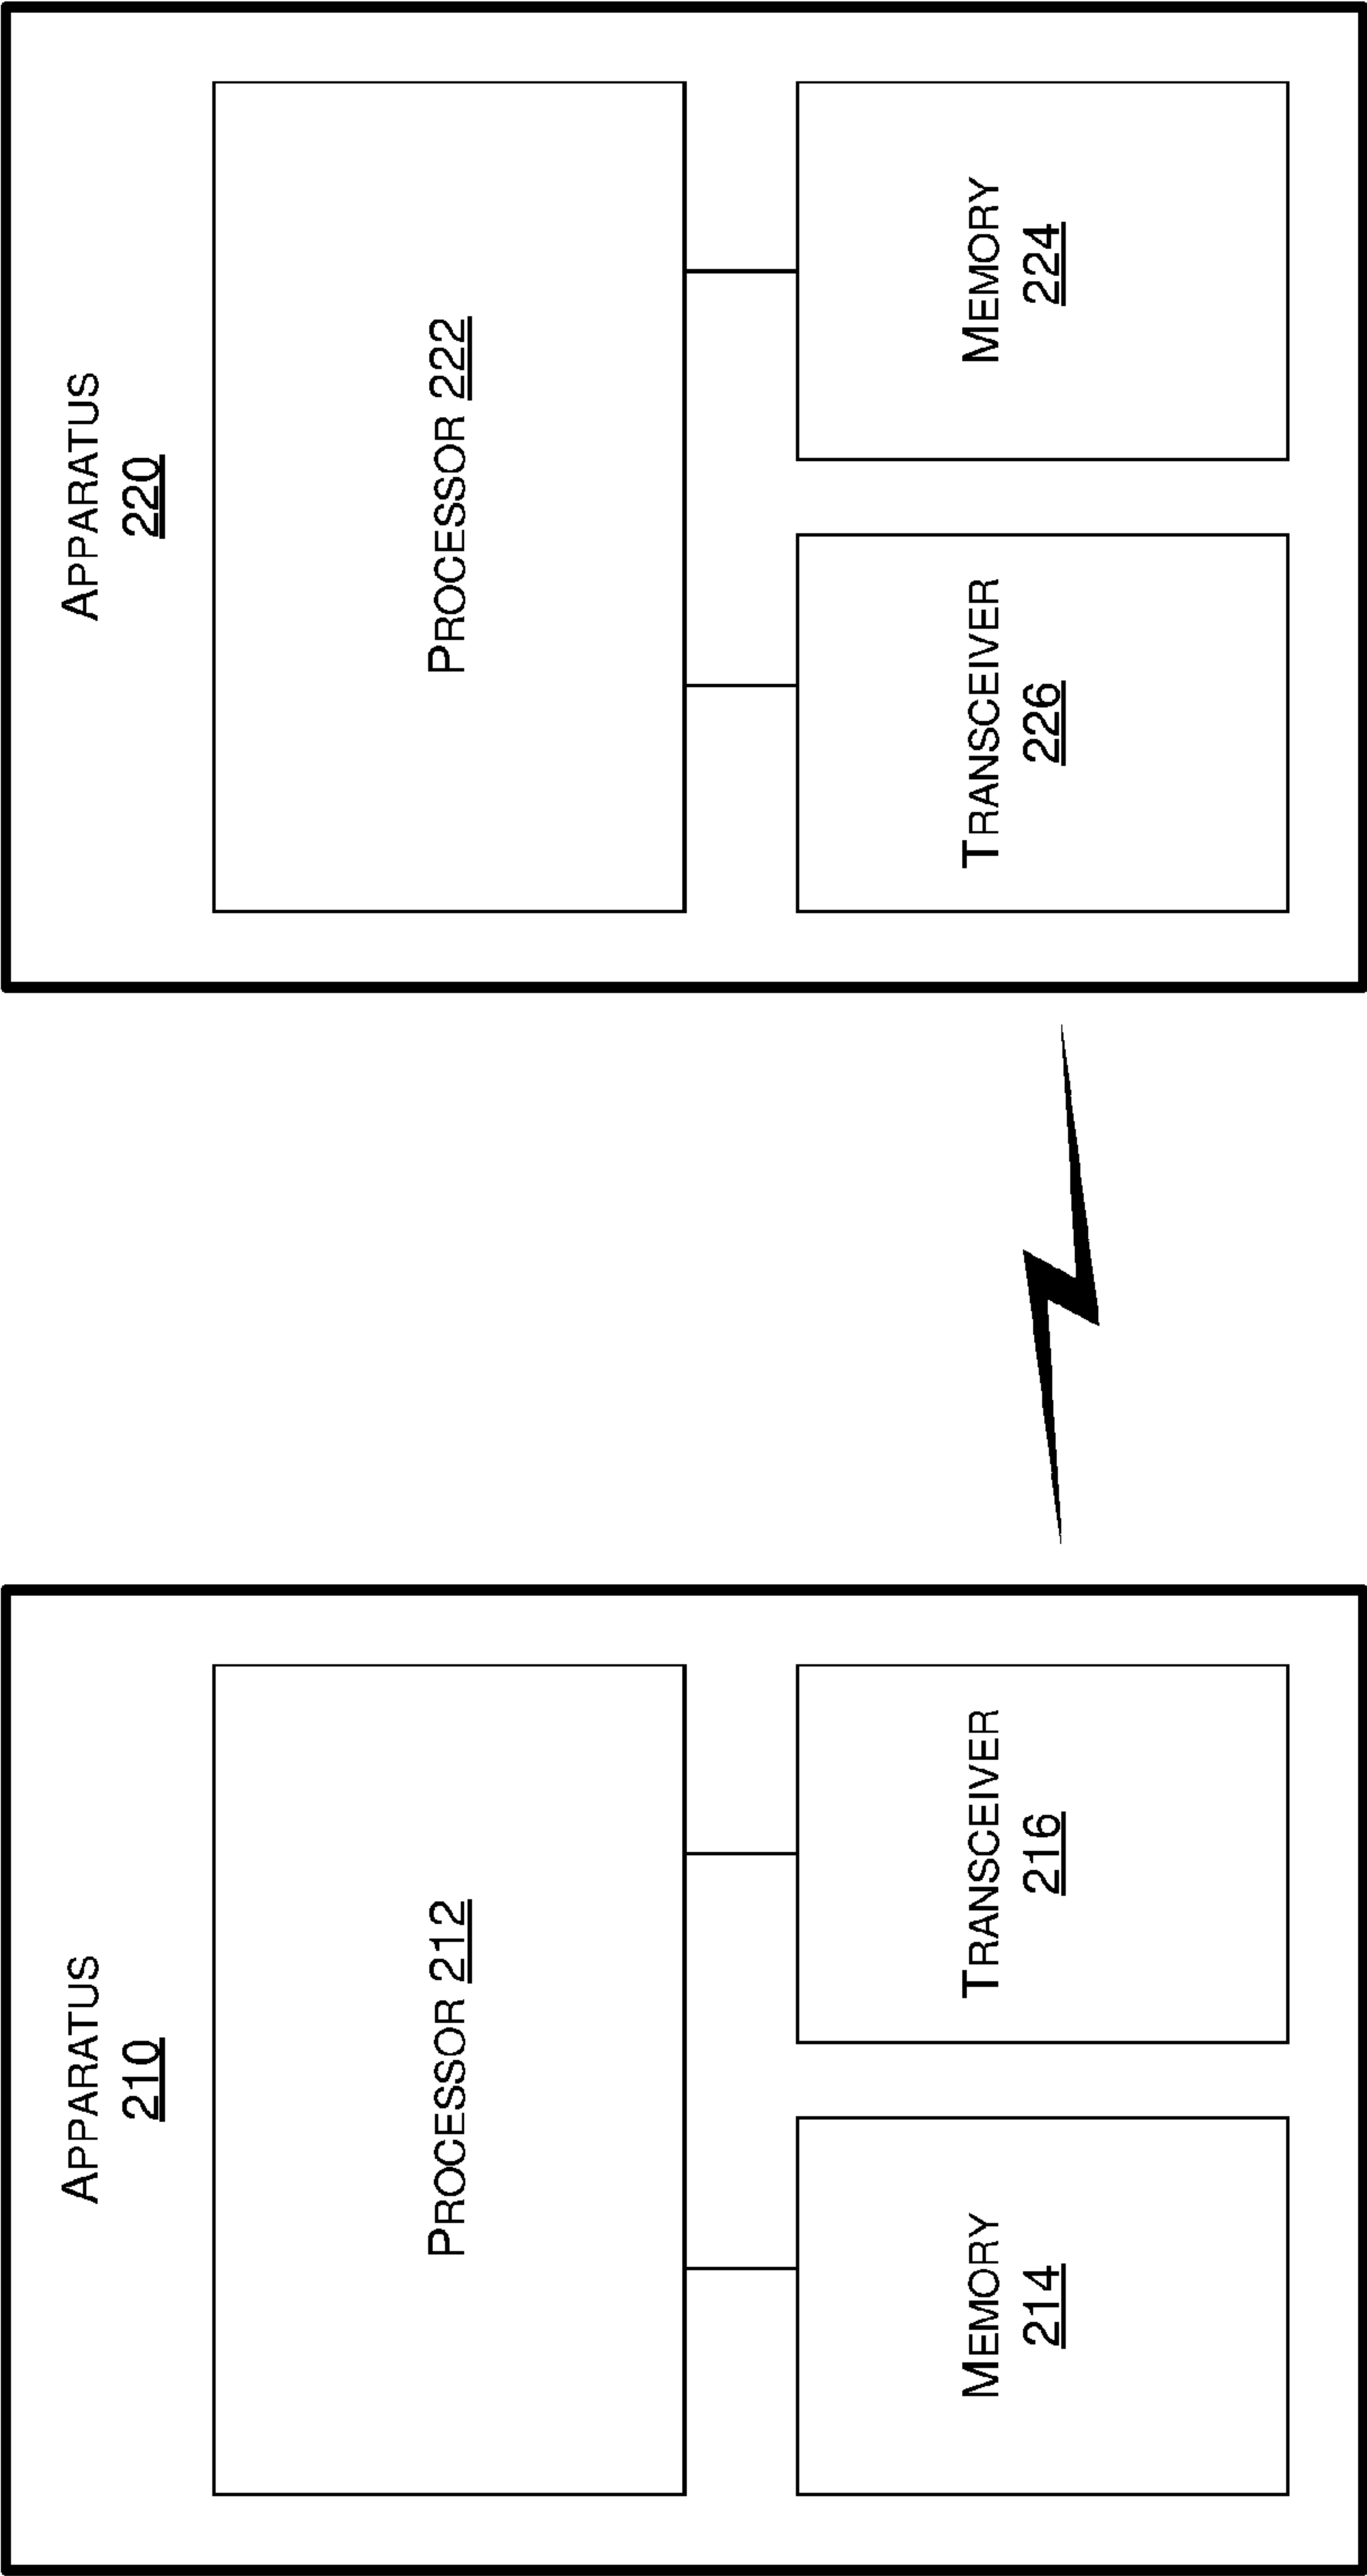 APPARATUS
210
PROCESSOR 212
MEMORY
214
TRANSCEIVER
216
APPARATUS
220
PROCESSOR 222
TRANSCEIVER
226
MEMORY
224